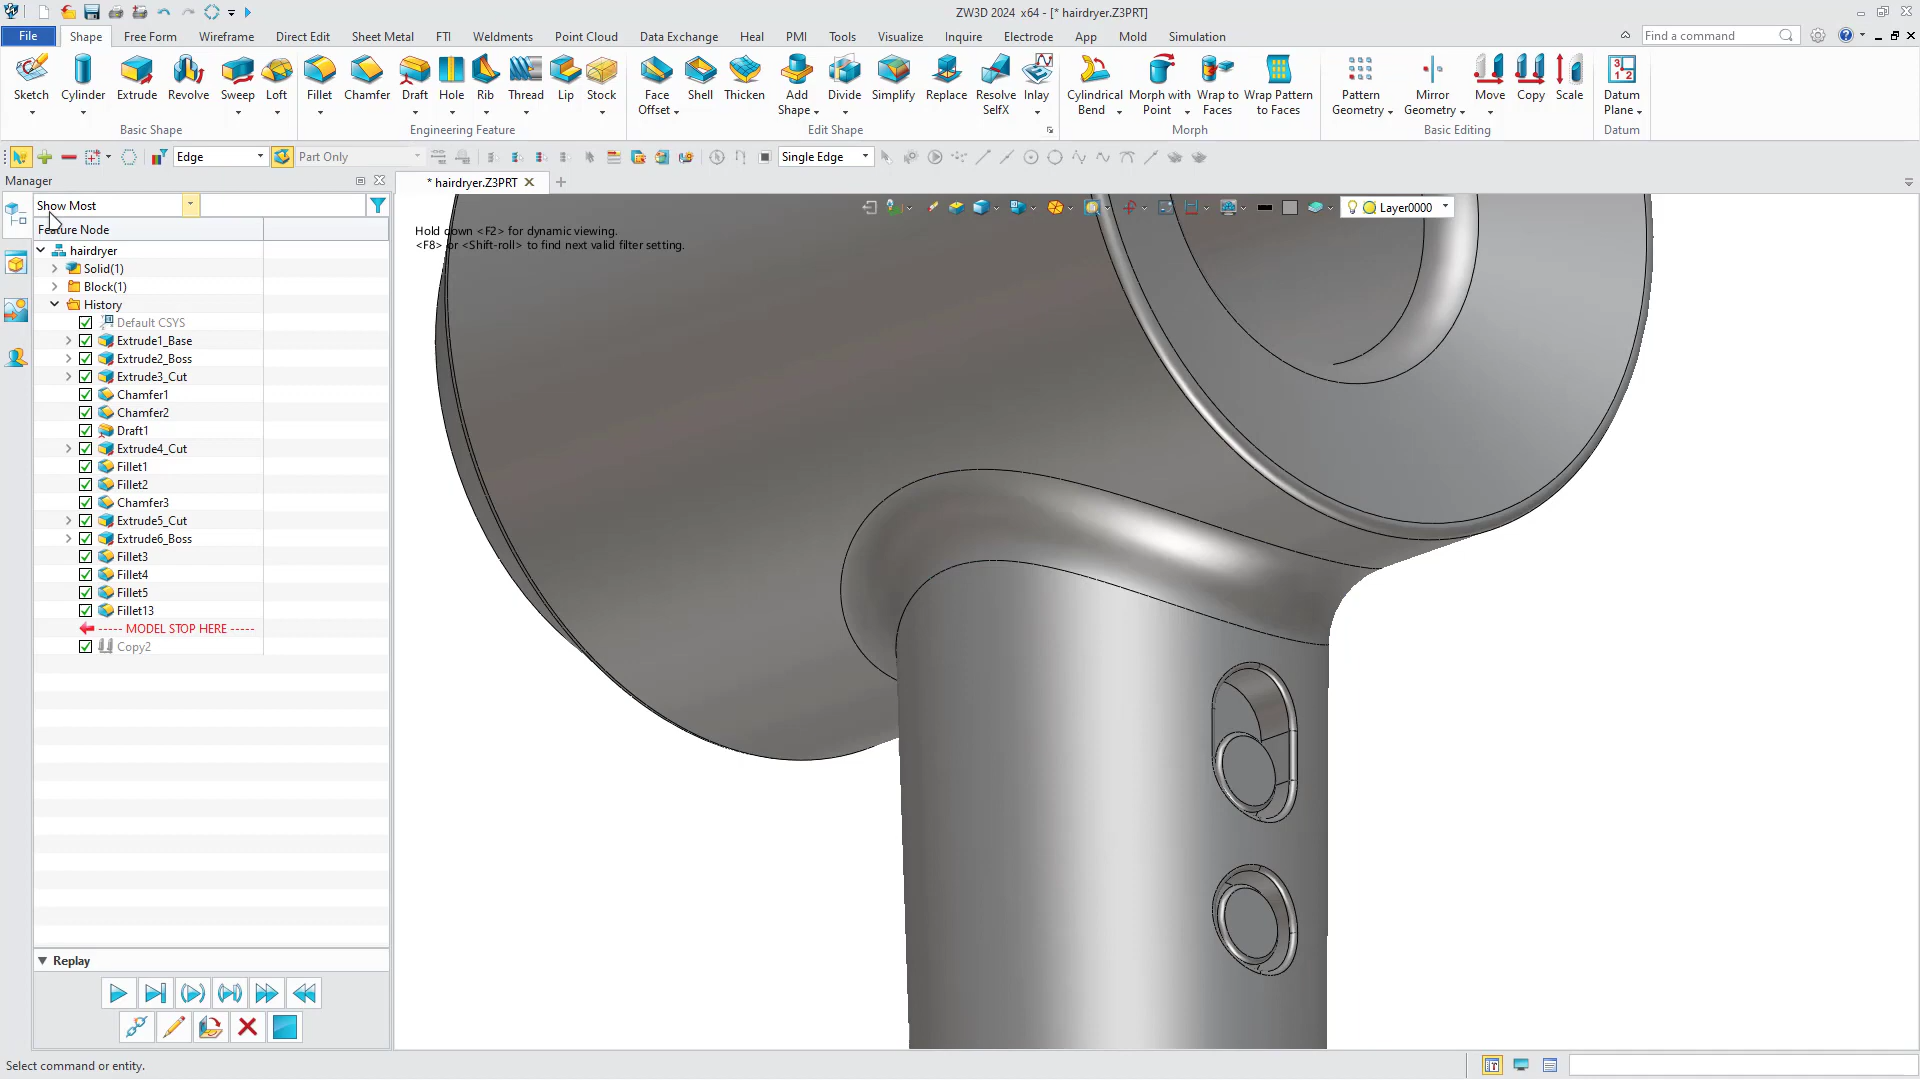 ZW3D 2024 x64 - [* hairdryer.Z3PRT]
File Shape Free Form Wireframe Direct Edit Sheet Metal FTI Weldments Point Cloud Data Exchange Heal PMI Tools Visualize Inquire Electrode App Mold Simulation Find a command
Sketch Cylinder Extrude Revolve Sweep Loft Fillet Chamfer Draft Hole Rib Thread Lip Stock Face Offset Shell Thicken Add Shape Divide Simplify Replace Resolve SelfX Inlay Cylindrical Bend Morph with Point Wrap to Faces Wrap Pattern to Faces Pattern Geometry Mirror Geometry Move Copy Scale Datum Plane
Basic Shape Engineering Feature Edit Shape Morph Basic Editing Datum
Edge Part Only Single Edge
Manager * hairdryer.Z3PRT
Show Most Layer0000
Feature Node
Hold down <F2> for dynamic viewing.
<F8> or <Shift-roll> to find next valid filter setting.
hairdryer
Solid(1)
Block(1)
History
Default CSYS
Extrude1_Base
Extrude2_Boss
Extrude3_Cut
Chamfer1
Chamfer2
Draft1
Extrude4_Cut
Fillet1
Fillet2
Chamfer3
Extrude5_Cut
Extrude6_Boss
Fillet3
Fillet4
Fillet5
Fillet13
----- MODEL STOP HERE -----
Copy2
Replay
Select command or entity.